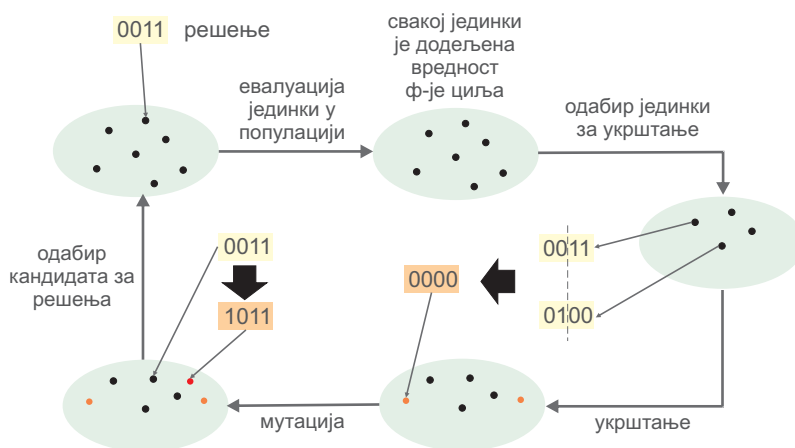 0011 решење
евалуација
јединки у
популацији
свакој јединки
је додељена
вредност
ф-је циља
одабир јединки
за укрштање
0011
0100
0000
укрштање
мутација
0011
1011
одабир
кандидата за
решења